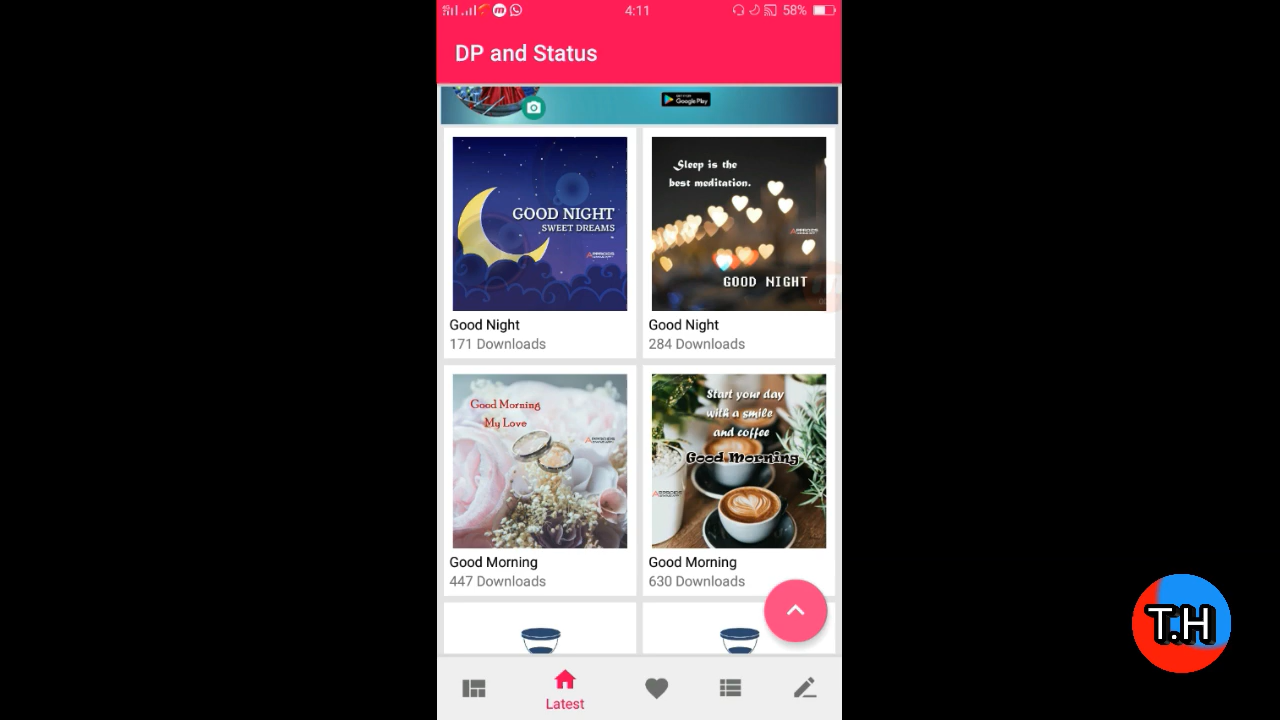 4:11
58%
DP and Status
GET IT ON
Google Play
GOOD NIGHT
SWEET DREAMS
Sleep is the
best meditation.
GOOD NIGHT
Good Night
171 Downloads
Good Night
284 Downloads
Good Morning
My Love
Start your day
with a smile
and coffee
Good Morning
Good Morning
447 Downloads
Good Morning
630 Downloads
T.H
Latest